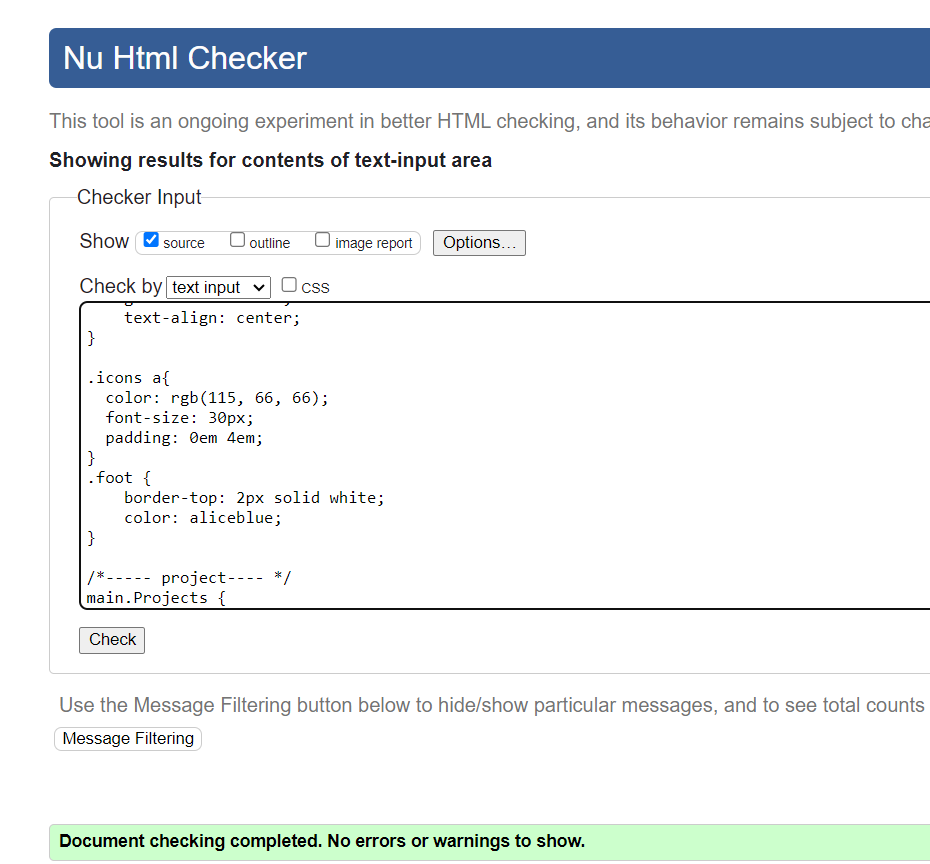 Nu Html Checker
This tool is an ongoing experiment in better HTML checking, and its behavior remains subject to cha
Showing results for contents of text-input area
Checker Input
Show source outline image report Options...
Check by text input CSS
text-align: center;
}
.icons a{
color: rgb(115, 66, 66);
font-size: 30px;
padding: 0em 4em;
}
.foot {
border-top: 2px solid white;
color: aliceblue;
}
/*----- project---- */
main.Projects {
Check
Use the Message Filtering button below to hide/show particular messages, and to see total counts
Message Filtering
Document checking completed. No errors or warnings to show.